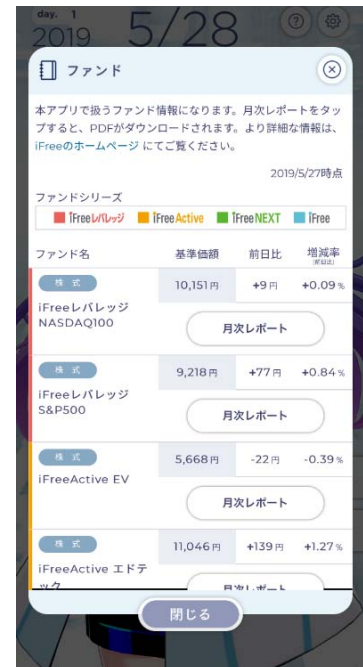 day. 1
2019 5/28
ファンド
本アプリで扱うファンド情報になります。月次レポートをタッ
プすると、PDFがダウンロードされます。より詳細な情報は、
iFreeのホームページ にてご覧ください。
2019/5/27時点
ファンドシリーズ
iFreeレバレッジ iFreeActive iFreeNEXT iFree
ファンド名 基準価額 前日比 増減率
(前日比)
株 式 10,151円 +9円 +0.09%
iFreeレバレッジ
NASDAQ100
月次レポート
株 式 9,218円 +77円 +0.84%
iFreeレバレッジ
S&P500
月次レポート
株 式 5,668円 -22円 -0.39%
iFreeActive EV
月次レポート
株 式 11,046円 +139円 +1.27%
iFreeActive エドテ
ック
月次レポート
閉じる